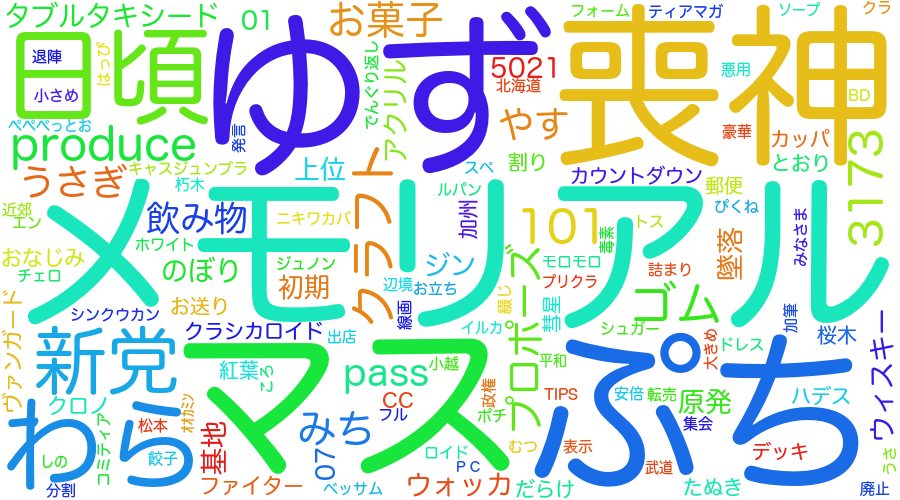 タブルタキシード
01
お菓子
フォーム
ティアマガ
ソープ
クラ
退陣
はっぴ
日頃
ゆず
でんぐり返し
アクリル
5021
北海道
喪神
悪用
BD
小さめ
ぺぺぺっとお
発言
やす
豪華
カッパ
produce
とおり
3173
うさぎ
キャスジュンブラ
朽木
上位
スペ
割り
カウントダウン
郵便
近郊
エン
飲み物
ニキワカバ
クラフト
ルパン
加州
101
トス
ぴくね
みなさま
メモリアル
おなじみ
ホワイト
毒素
チェロ
のぼり
ジュノン
ジン
モロモロ
詰まり
墜落
初期
辺境
お立ち
綴じ
プリクラ
ゴム
ヴァンガード
お送り
シンクウカン
線画
イルカ
プロポーズ
彗星
シュガー
加筆
桜木
クラシカロイド
出店
大きめ
ドレス
ウィスキー
新党
紅葉
ころ
マス
pass
小越
平和
ぷち
わら
クロノ
オオカミン
CC
政権
TIPS
安倍
転売
原発
ハデス
コミティア
松本
基地
みち
フル
ポチ
集会
しの
餃子
07
ロイド
むつ
表示
デッキ
うさ
分割
ファイター
ベッサム
ウォッカ
PC
だらけ
武道
たぬき
廃止